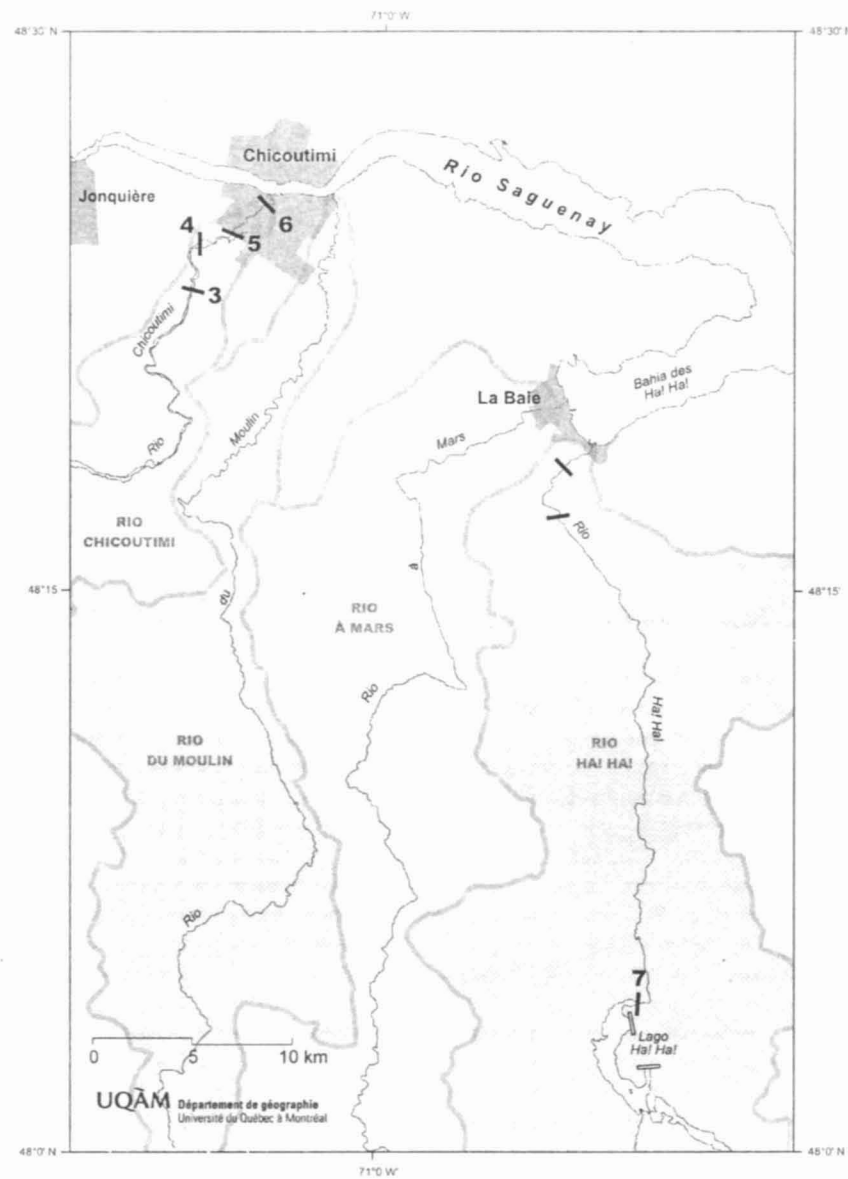 71°0' W
48°30' N
48°30' N
Chicoutimi
Jonquière
Rio Saguenay
4
5
6
3
Chicoutimi
Rio
Moulin
La Baie
Bahia des
Ha! Ha!
Mars
RIO
CHICOUTIMI
Rio
48°15'
48°15'
à
du
RIO
À MARS
Rio
Ha! Ha!
RIO
DU MOULIN
RIO
HA! HA!
Rio
7
Lago
Ha! Ha!
0 5 10 km
UQÀM Département de géographie
Université du Québec à Montréal
48°0' N
48°0' N
71°0' W